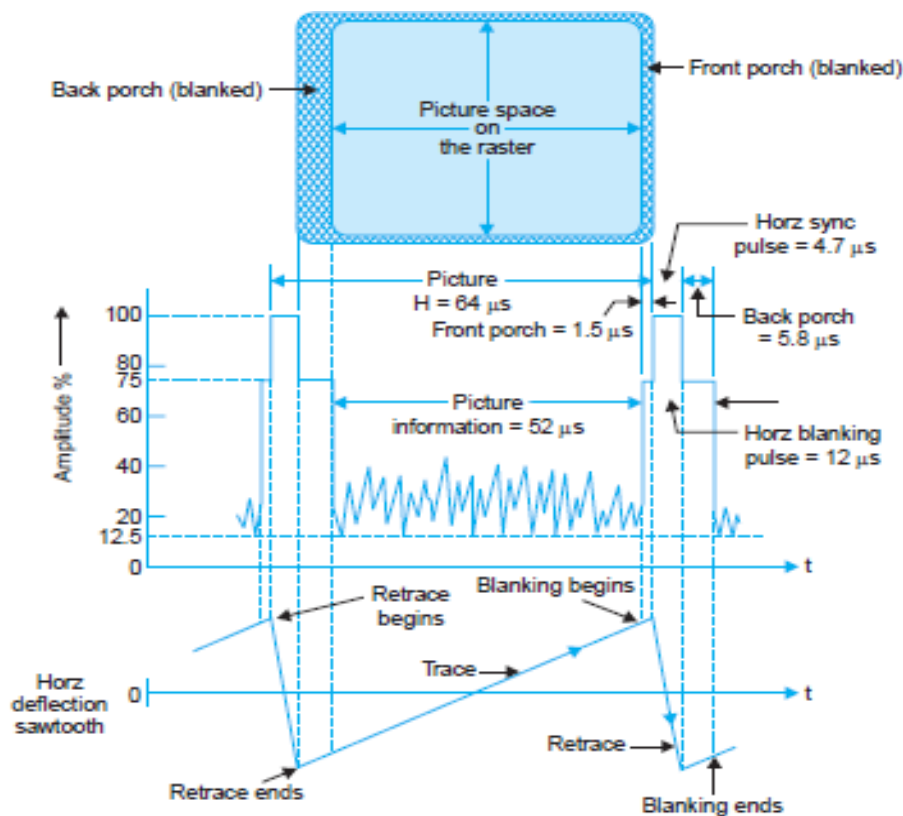 Back porch (blanked)
Front porch (blanked)
Picture space
on
the raster
Horz sync
pulse = 4.7 μs
Picture
H = 64 μs
Front porch = 1.5 μs
Back porch
= 5.8 μs
Amplitude %
100
80
75
60
40
20
12.5
0
Picture
information = 52 μs
Horz blanking
pulse = 12 μs
t
Retrace
begins
Blanking begins
Trace
Horz
deflection
sawtooth
0
t
Retrace
Retrace ends
Blanking ends